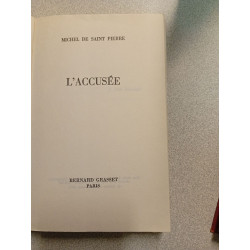 MICHEL DE SAINT PIERRE
L'ACCUSÉE
BERNARD GRASSET
PARIS